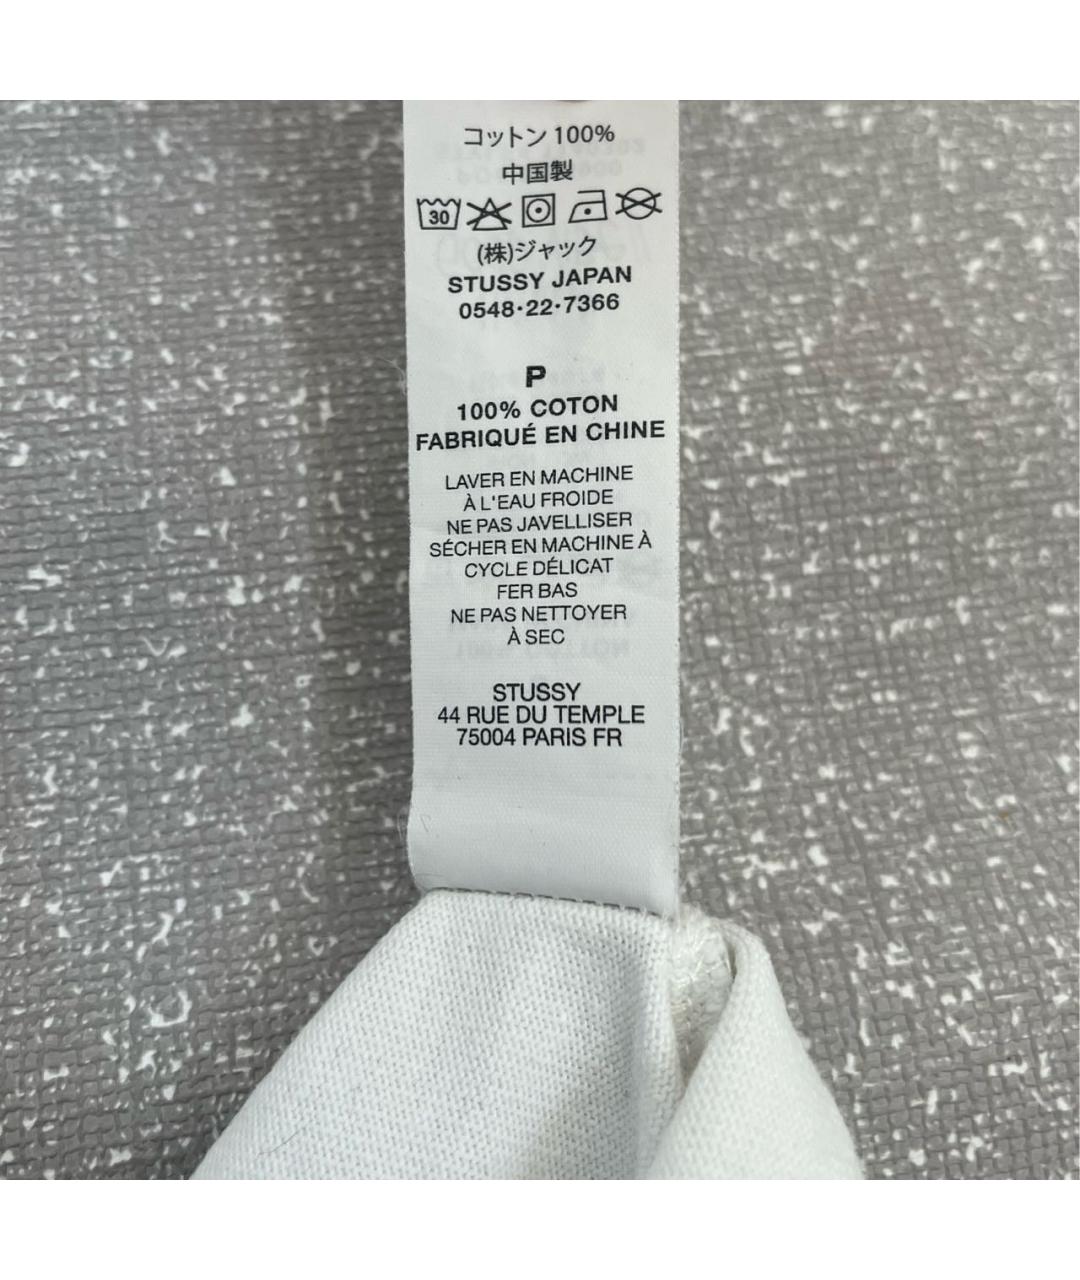 コットン 100%
中国製
30
(株)ジャック
STUSSY JAPAN
0548·22·7366
P
100% COTON
FABRIQUÉ EN CHINE
LAVER EN MACHINE
À L'EAU FROIDE
NE PAS JAVELLISER
SÉCHER EN MACHINE À
CYCLE DÉLICAT
FER BAS
NE PAS NETTOYER
À SEC
STUSSY
44 RUE DU TEMPLE
75004 PARIS FR